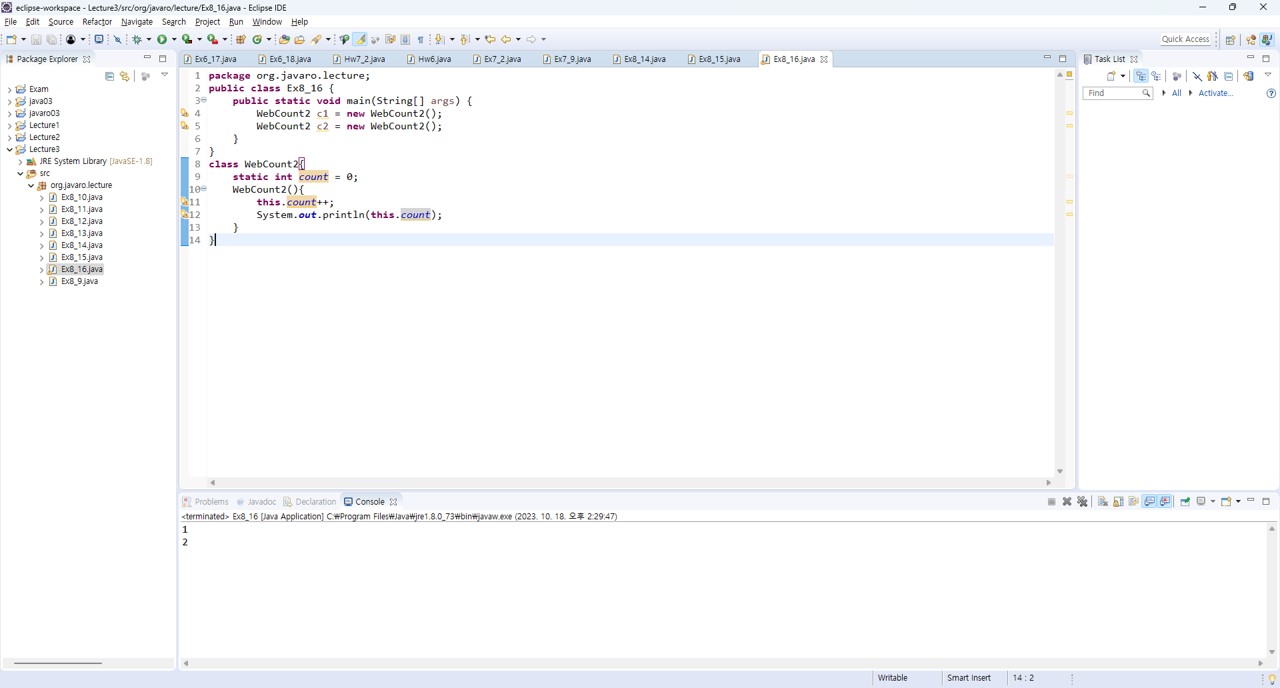 eclipse-workspace - Lecture3/src/org/javaro/lecture/Ex8_16.java - Eclipse IDE
File Edit Source Refactor Navigate Search Project Run Window Help
Quick Access
Package Explorer
Exam
java03
javaro03
Lecture1
Lecture2
Lecture3
JRE System Library [JavaSE-1.8]
src
org.javaro.lecture
Ex8_10.java
Ex8_11.java
Ex8_12.java
Ex8_13.java
Ex8_14.java
Ex8_15.java
Ex8_16.java
Ex8_9.java
Ex6_17.java Ex6_18.java Hw7_2.java Hw6.java Ex7_2.java Ex7_9.java Ex8_14.java Ex8_15.java Ex8_16.java
1 package org.javaro.lecture;
2 public class Ex8_16 {
3 public static void main(String[] args) {
4 WebCount2 c1 = new WebCount2();
5 WebCount2 c2 = new WebCount2();
6 }
7 }
8 class WebCount2{
9 static int count = 0;
10 WebCount2(){
11 this.count++;
12 System.out.println(this.count);
13 }
14 }
Task List
Find All Activate...
Problems Javadoc Declaration Console
<terminated> Ex8_16 [Java Application] C:₩Program Files₩Java₩jre1.8.0_73₩bin₩javaw.exe (2023. 10. 18. 오후 2:29:47)
1
2
Writable Smart Insert 14 : 2